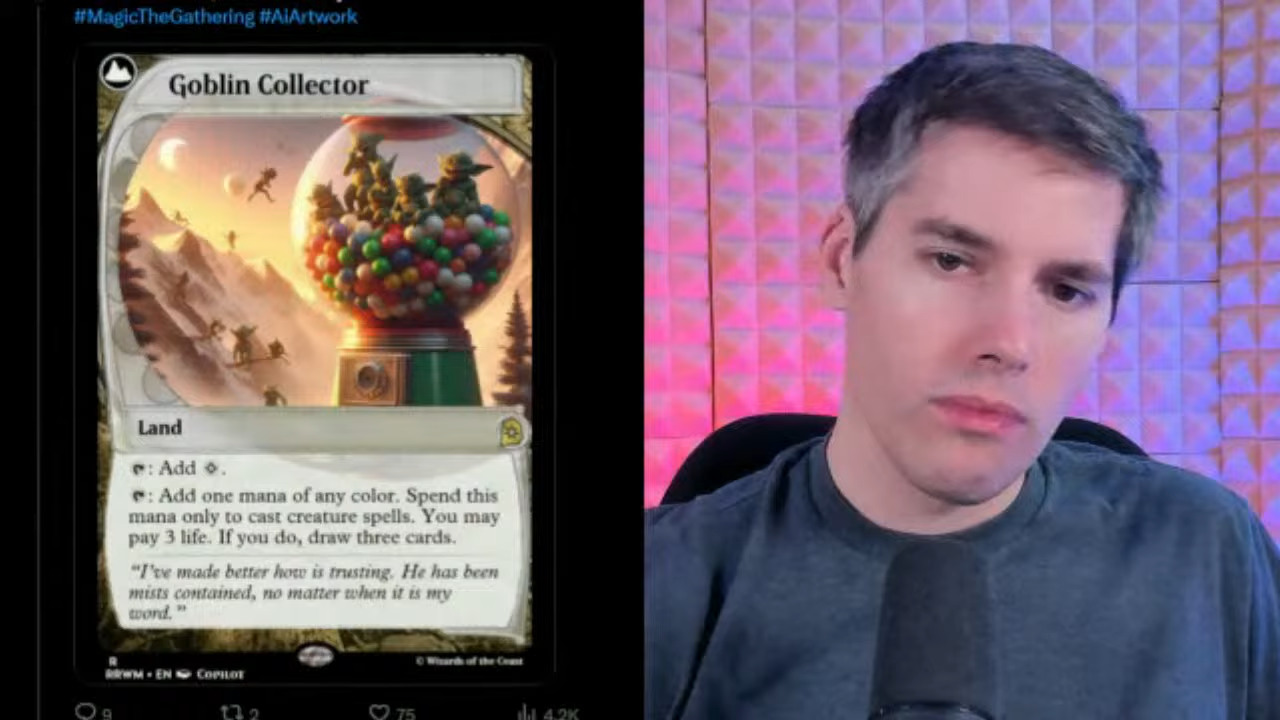 #MagicTheGathering #AiArtwork
Goblin Collector
Land
: Add .
: Add one mana of any color. Spend this
mana only to cast creature spells. You may
pay 3 life. If you do, draw three cards.
"I've made better how is trusting. He has been
mists contained, no matter when it is my
word."
R
RRWM • EN COPILOT
© Wizards of the Coast
9 2 75 4.2K